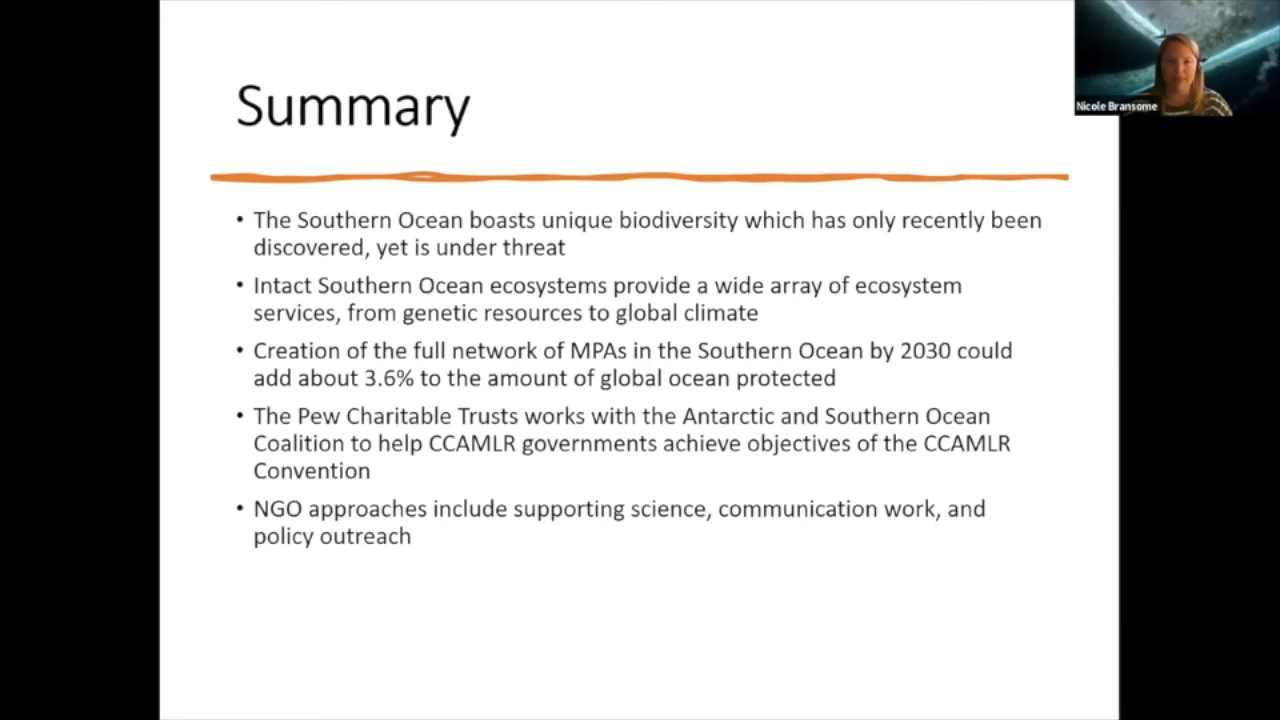 Summary
Nicole Bransome
• The Southern Ocean boasts unique biodiversity which has only recently been
discovered, yet is under threat
• Intact Southern Ocean ecosystems provide a wide array of ecosystem
services, from genetic resources to global climate
• Creation of the full network of MPAs in the Southern Ocean by 2030 could
add about 3.6% to the amount of global ocean protected
• The Pew Charitable Trusts works with the Antarctic and Southern Ocean
Coalition to help CCAMLR governments achieve objectives of the CCAMLR
Convention
• NGO approaches include supporting science, communication work, and
policy outreach